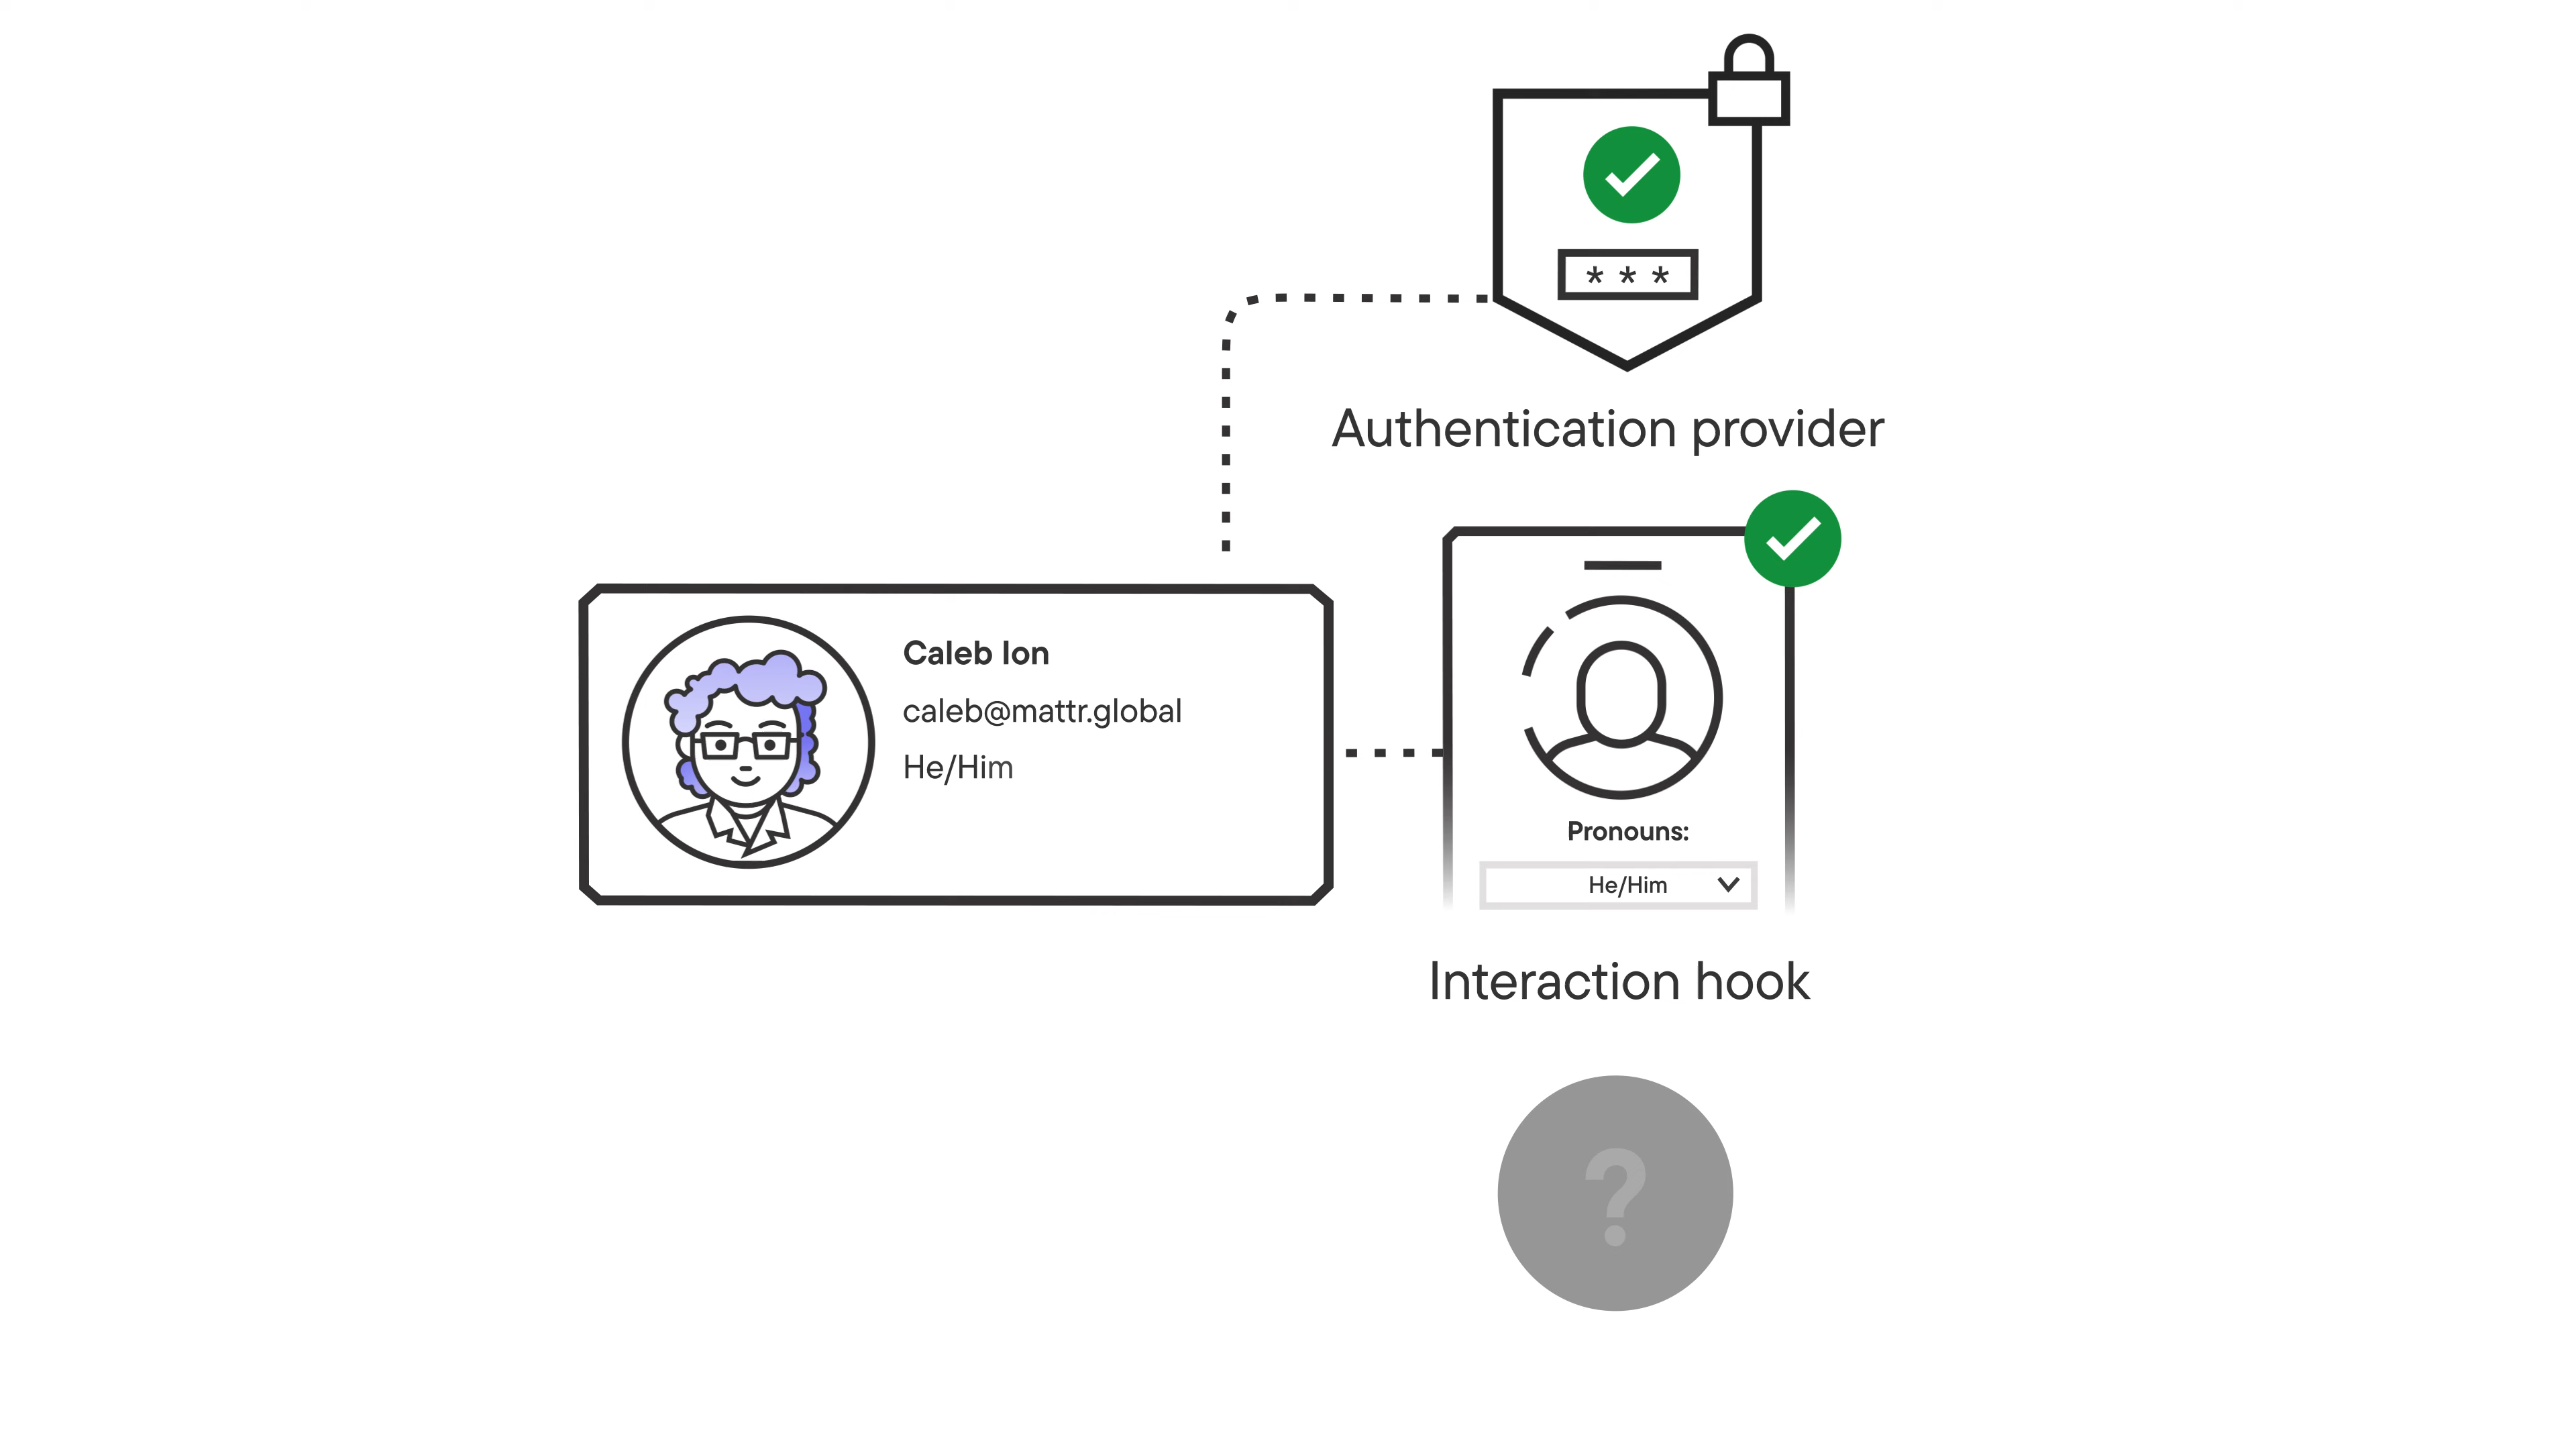 * * *
Authentication provider
Caleb Ion
caleb@mattr.global
He/Him
Pronouns:
He/Him
Interaction hook
?